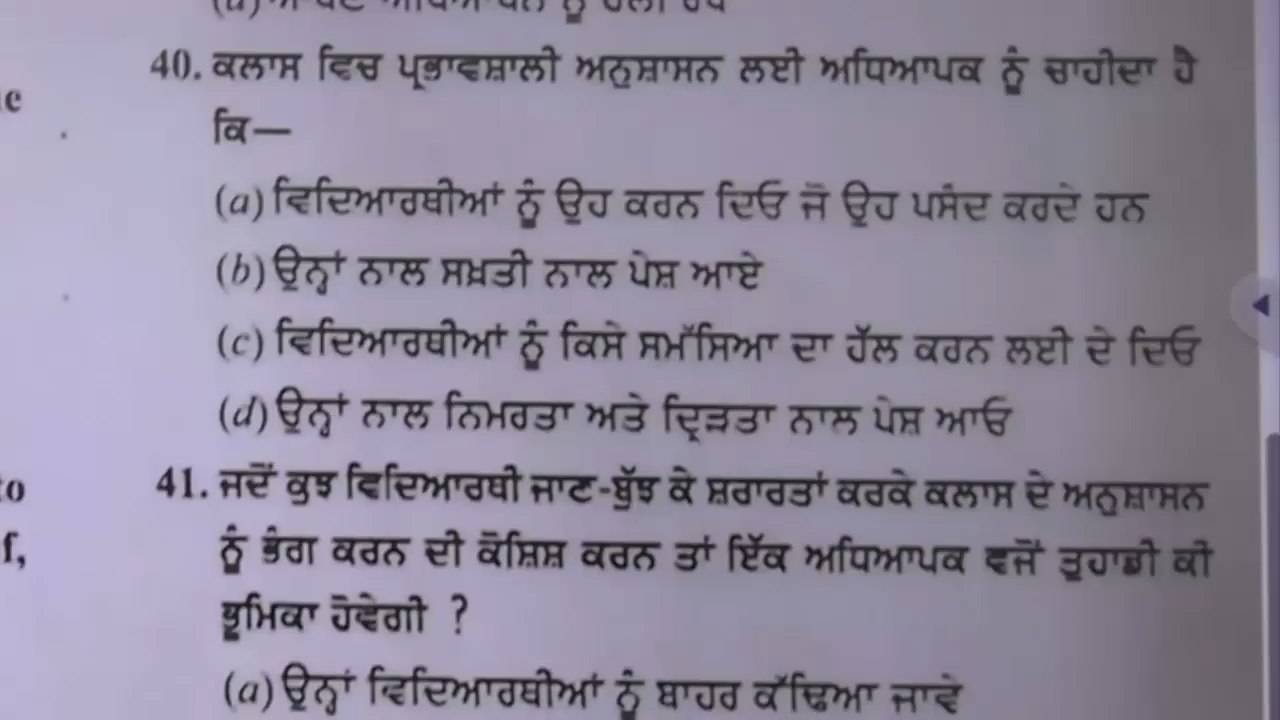 40. ਕਲਾਸ ਵਿਚ ਪ੍ਰਭਾਵਸ਼ਾਲੀ ਅਨੁਸ਼ਾਸਨ ਲਈ ਅਧਿਆਪਕ ਨੂੰ ਚਾਹੀਦਾ ਹੈ
ਕਿ—
(a) ਵਿਦਿਆਰਥੀਆਂ ਨੂੰ ਉਹ ਕਰਨ ਦਿਓ ਜੋ ਉਹ ਪਸੰਦ ਕਰਦੇ ਹਨ
(b) ਉਨ੍ਹਾਂ ਨਾਲ ਸਖ਼ਤੀ ਨਾਲ ਪੇਸ਼ ਆਏ
(c) ਵਿਦਿਆਰਥੀਆਂ ਨੂੰ ਕਿਸੇ ਸਮੱਸਿਆ ਦਾ ਹੱਲ ਕਰਨ ਲਈ ਦੇ ਦਿਓ
(d) ਉਨ੍ਹਾਂ ਨਾਲ ਨਿਮਰਤਾ ਅਤੇ ਦ੍ਰਿੜਤਾ ਨਾਲ ਪੇਸ਼ ਆਓ
41. ਜਦੋਂ ਕੁਝ ਵਿਦਿਆਰਥੀ ਜਾਣ-ਬੁੱਝ ਕੇ ਸ਼ਰਾਰਤਾਂ ਕਰਕੇ ਕਲਾਸ ਦੇ ਅਨੁਸ਼ਾਸਨ
ਨੂੰ ਭੰਗ ਕਰਨ ਦੀ ਕੋਸ਼ਿਸ਼ ਕਰਨ ਤਾਂ ਇੱਕ ਅਧਿਆਪਕ ਵਜੋਂ ਤੁਹਾਡੀ ਕੀ
ਭੂਮਿਕਾ ਹੋਵੇਗੀ ?
(a) ਉਨ੍ਹਾਂ ਵਿਦਿਆਰਥੀਆਂ ਨੂੰ ਬਾਹਰ ਕੱਢਿਆ ਜਾਵੇ